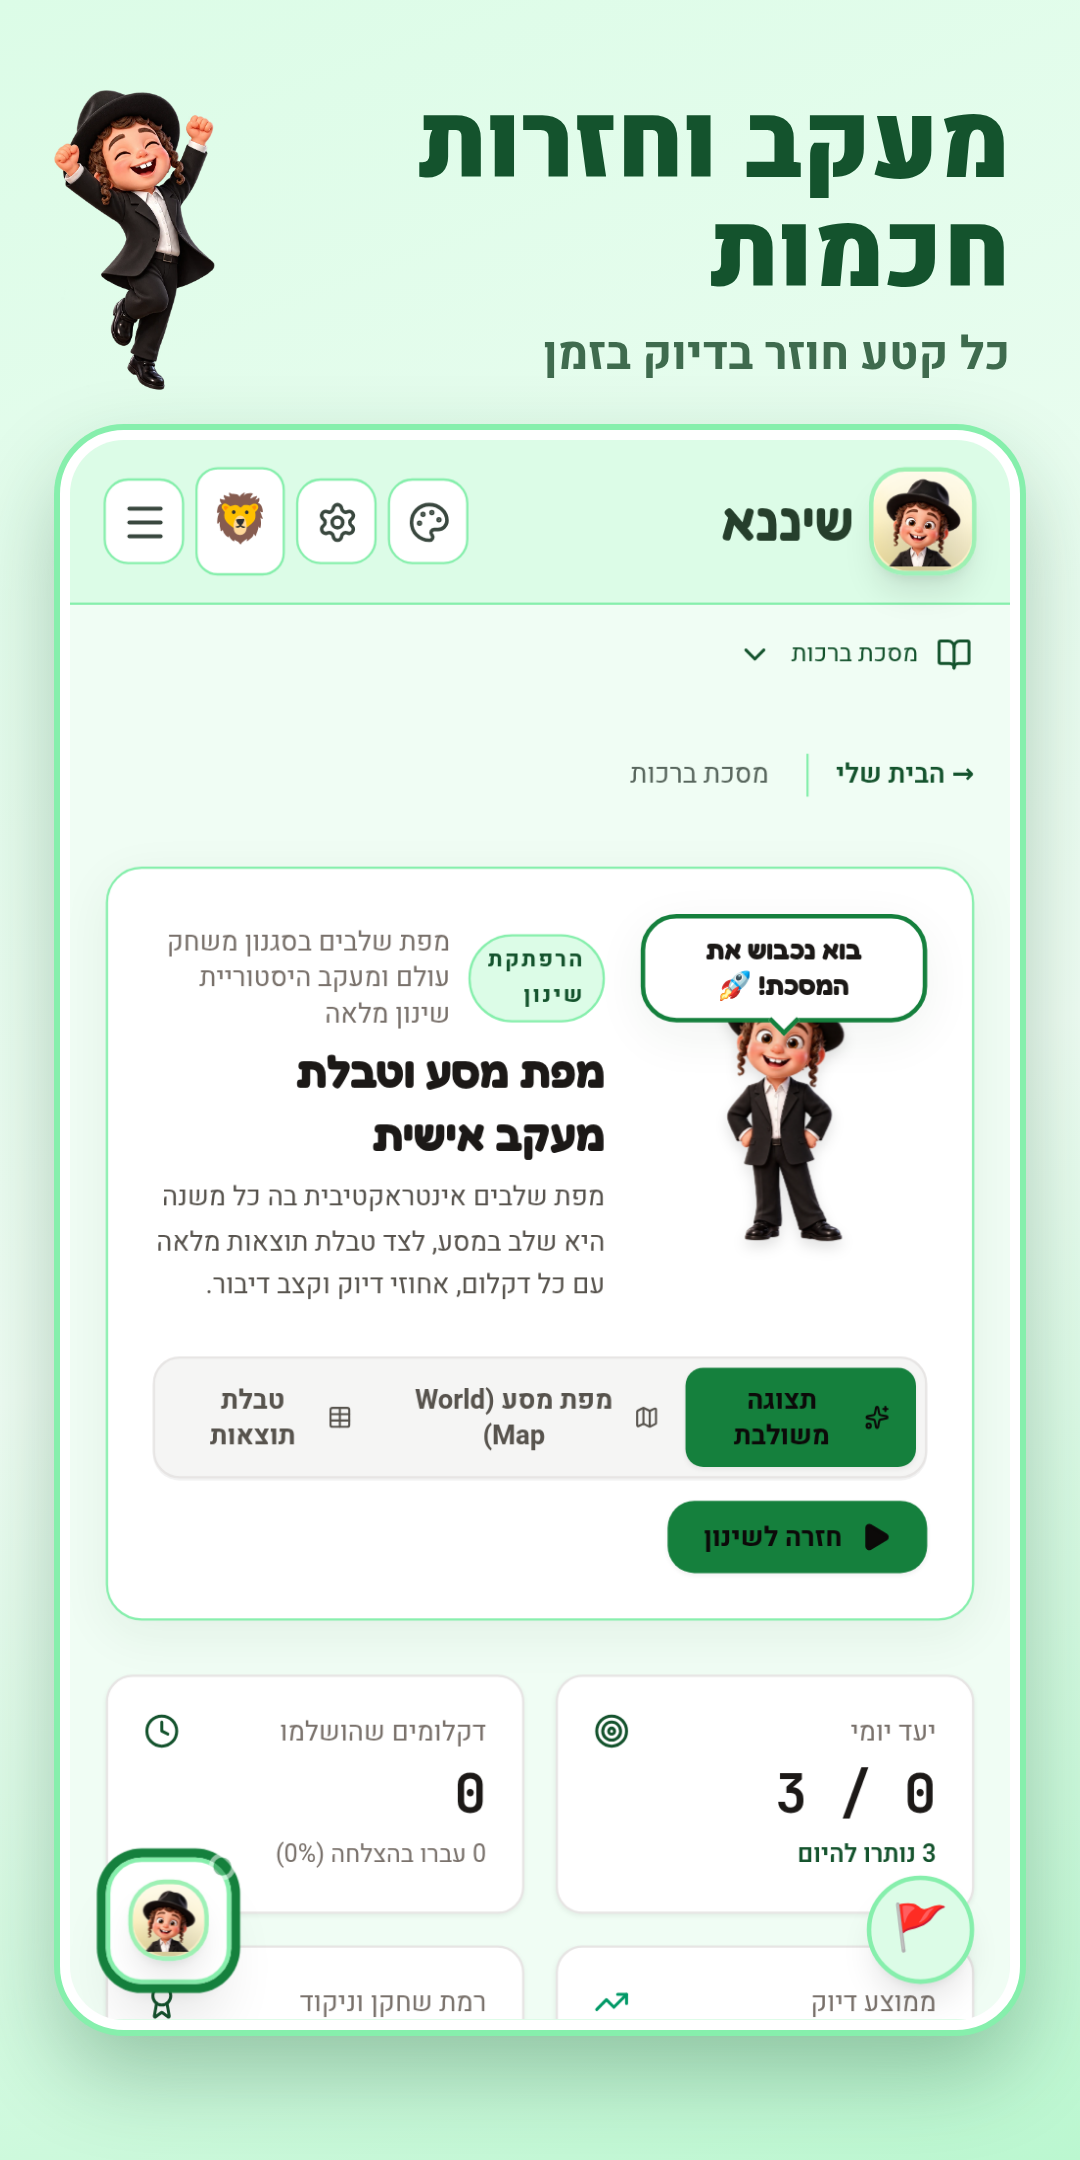 מעקב וחזרות
חכמות
כל קטע חוזר בדיוק בזמן
שיננא
מסכת ברכות
→ הבית שלי
מסכת ברכות
בוא נכבוש את
המסכת! 🚀
הרפתקת
שינון
מפת שלבים בסגנון משחק
עולם ומעקב היסטוריית
שינון מלאה
מפת מסע וטבלת
מעקב אישית
מפת שלבים אינטראקטיבית בה כל משנה
היא שלב במסע, לצד טבלת תוצאות מלאה
עם כל דקלום, אחוזי דיוק וקצב דיבור.
תצוגה
משולבת
מפת מסע (World
Map)
טבלת
תוצאות
חזרה לשינון
יעד יומי
0 / 3
3 נותרו להיום
דקלומים שהושלמו
0
0 עברו בהצלחה (0%)
ממוצע דיוק
רמת שחקן וניקוד